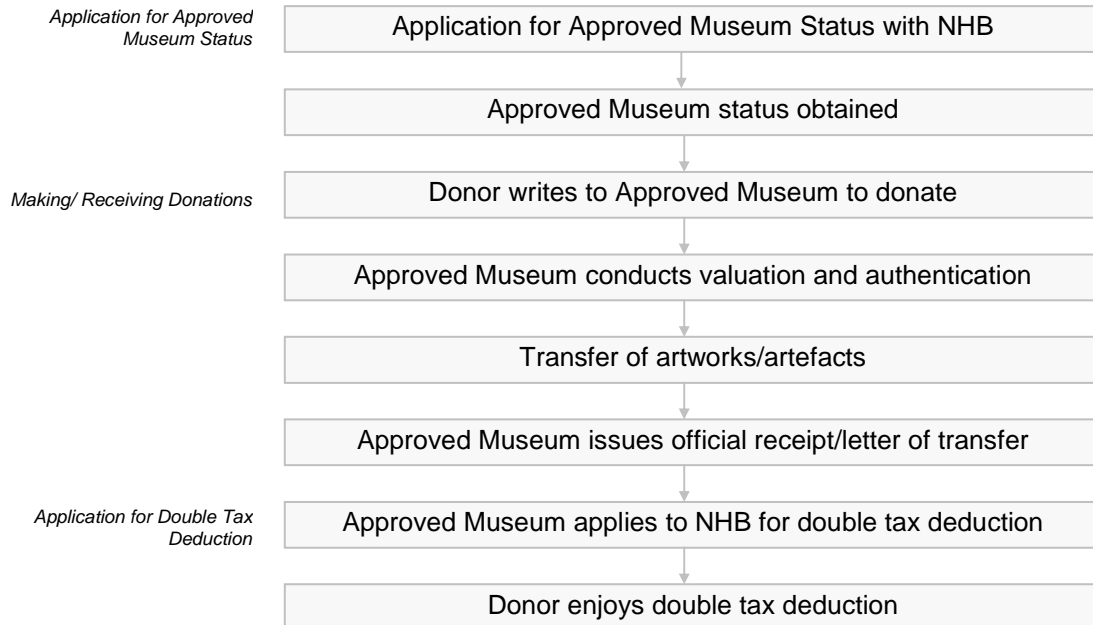 Application for Approved
Museum Status
Application for Approved Museum Status with NHB
Approved Museum status obtained
Making/ Receiving Donations
Donor writes to Approved Museum to donate
Approved Museum conducts valuation and authentication
Transfer of artworks/artefacts
Approved Museum issues official receipt/letter of transfer
Application for Double Tax
Deduction
Approved Museum applies to NHB for double tax deduction
Donor enjoys double tax deduction